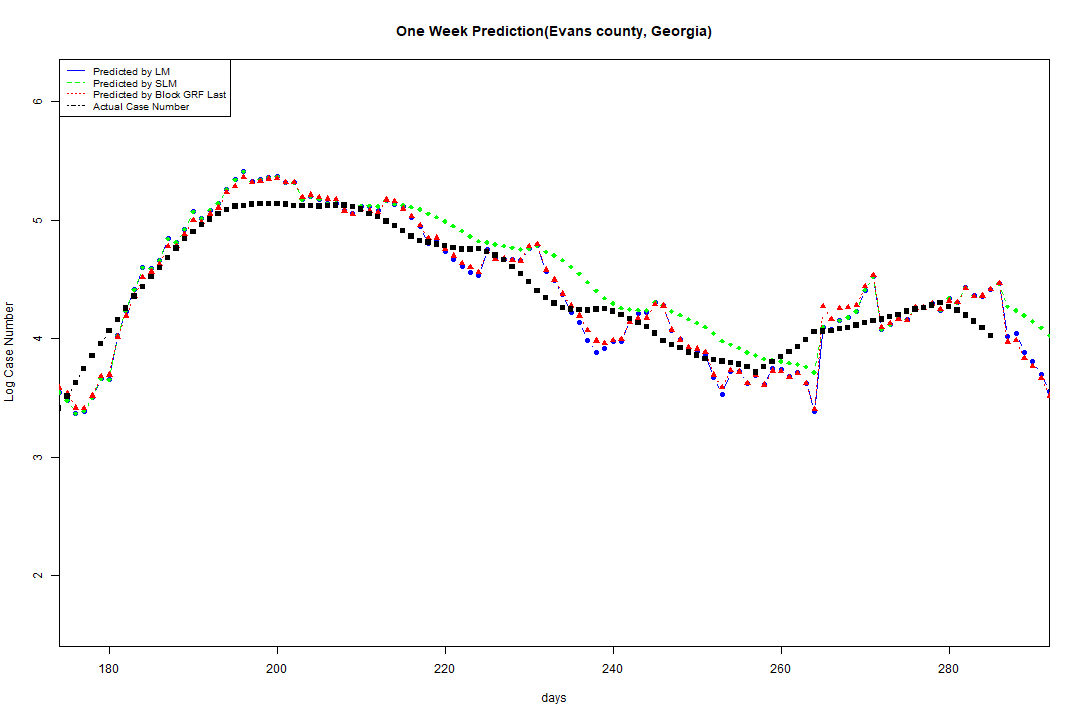 One Week Prediction(Evans county, Georgia)
Predicted by LM
Predicted by SLM
Predicted by Block GRF Last
Actual Case Number
6
5
4
3
2
Log Case Number
180 200 220 240 260 280
days